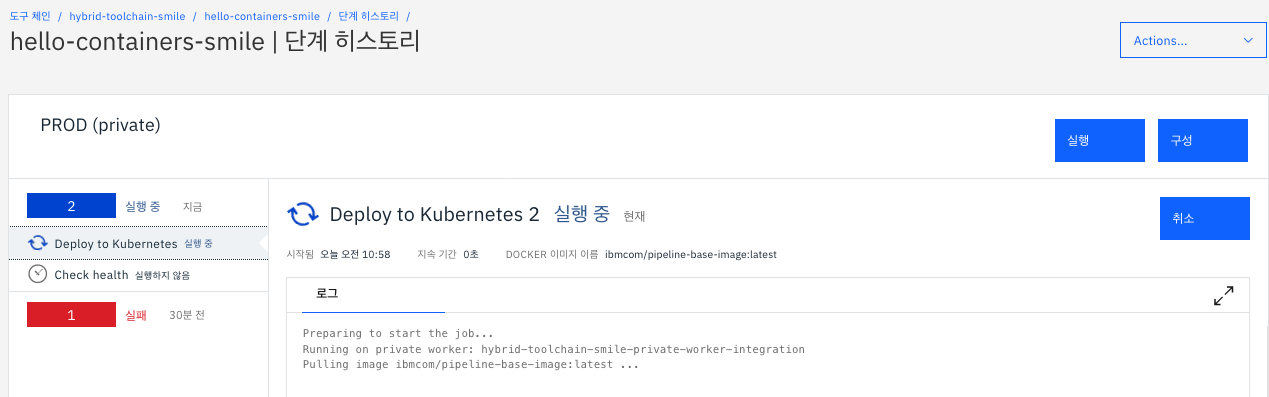 도구 체인 / hybrid-toolchain-smile / hello-containers-smile / 단계 히스토리 /
hello-containers-smile | 단계 히스토리
Actions...
PROD (private)
실행
구성
2 실행 중 지금
Deploy to Kubernetes 실행 중
Check health 실행하지 않음
1 실패 30분 전
Deploy to Kubernetes 2 실행 중 현재
취소
시작됨 오늘 오전 10:58 지속 기간 0초 DOCKER 이미지 이름 ibmcom/pipeline-base-image:latest
로그
Preparing to start the job...
Running on private worker: hybrid-toolchain-smile-private-worker-integration
Pulling image ibmcom/pipeline-base-image:latest ...